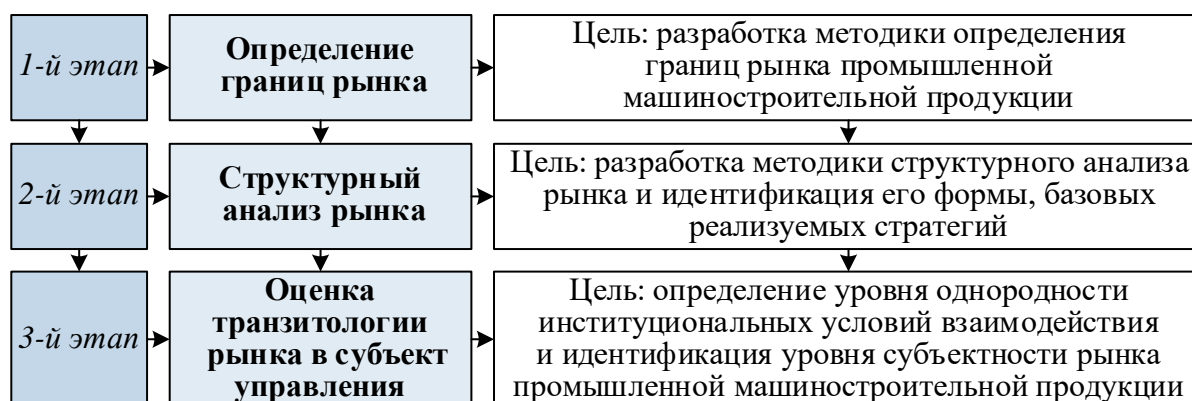 1-й этап
Определение
границ рынка
Цель: разработка методики определения
границ рынка промышленной
машиностроительной продукции
2-й этап
Структурный
анализ рынка
Цель: разработка методики структурного анализа
рынка и идентификация его формы, базовых
реализуемых стратегий
3-й этап
Оценка
транзитологии
рынка в субъект
управления
Цель: определение уровня однородности
институциональных условий взаимодействия
и идентификация уровня субъектности рынка
промышленной машиностроительной продукции